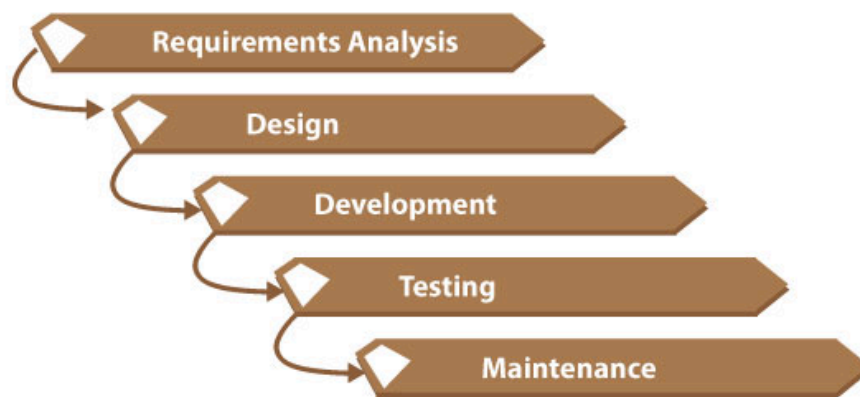 Requirements Analysis
Design
Development
Testing
Maintenance